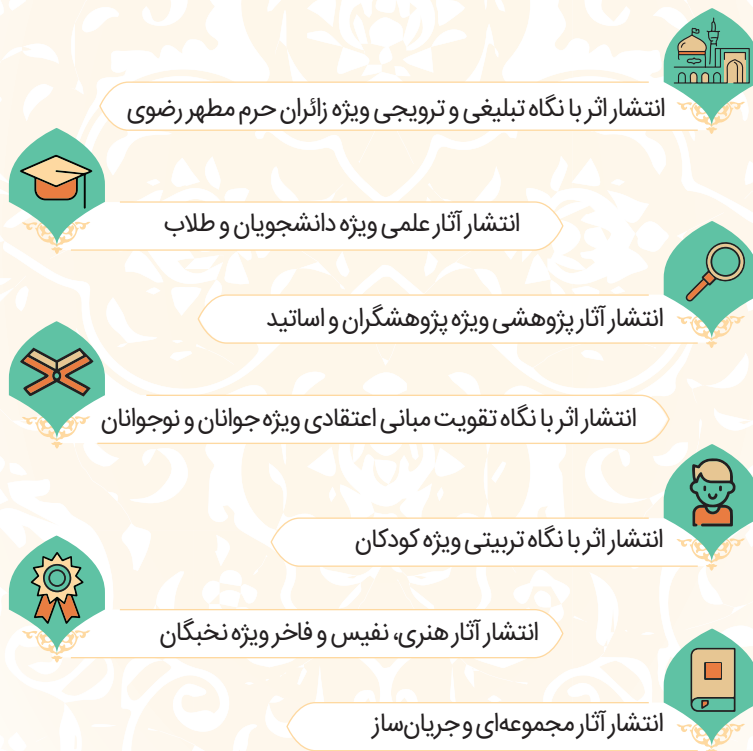 انتشار اثر با نگاه تبلیغی و ترویجی ویژه زائران حرم مطهر رضوی
انتشار آثار علمی ویژه دانشجویان و طلاب
انتشار آثار پژوهشی ویژه پژوهشگران و اساتید
انتشار اثر با نگاه تقویت مبانی اعتقادی ویژه جوانان و نوجوانان
انتشار اثر با نگاه تربیتی ویژه کودکان
انتشار آثار هنری، نفیس و فاخر ویژه نخبگان
انتشار آثار مجموعه‌ای و جریان‌ساز